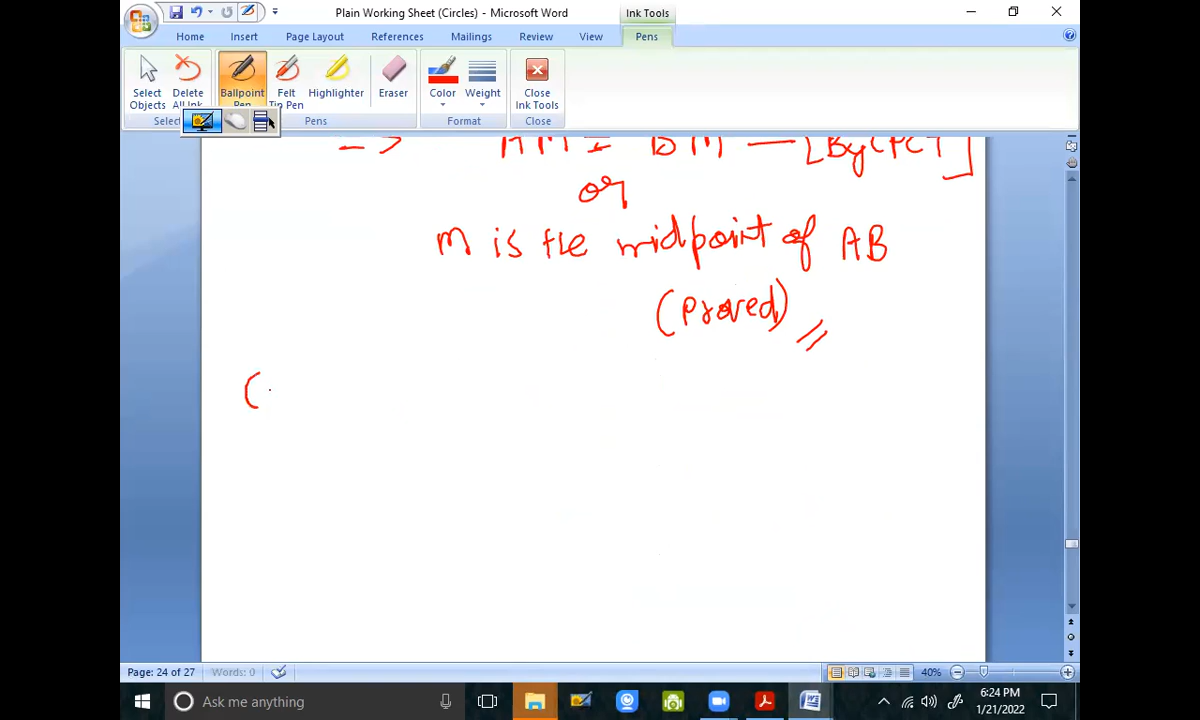 Plain Working Sheet (Circles) - Microsoft Word
Ink Tools
Home Insert Page Layout References Mailings Review View Pens
Select Objects
Delete All Ink
Ballpoint Pen
Felt Tip Pen
Highlighter
Eraser
Color
Weight
Close Ink Tools
Select
Pens
Format
Close
=> AM = BM — [By CPCT]
or
M is the midpoint of AB
(Proved)
(
Page: 24 of 27 Words: 0 40%
Ask me anything
6:24 PM
1/21/2022